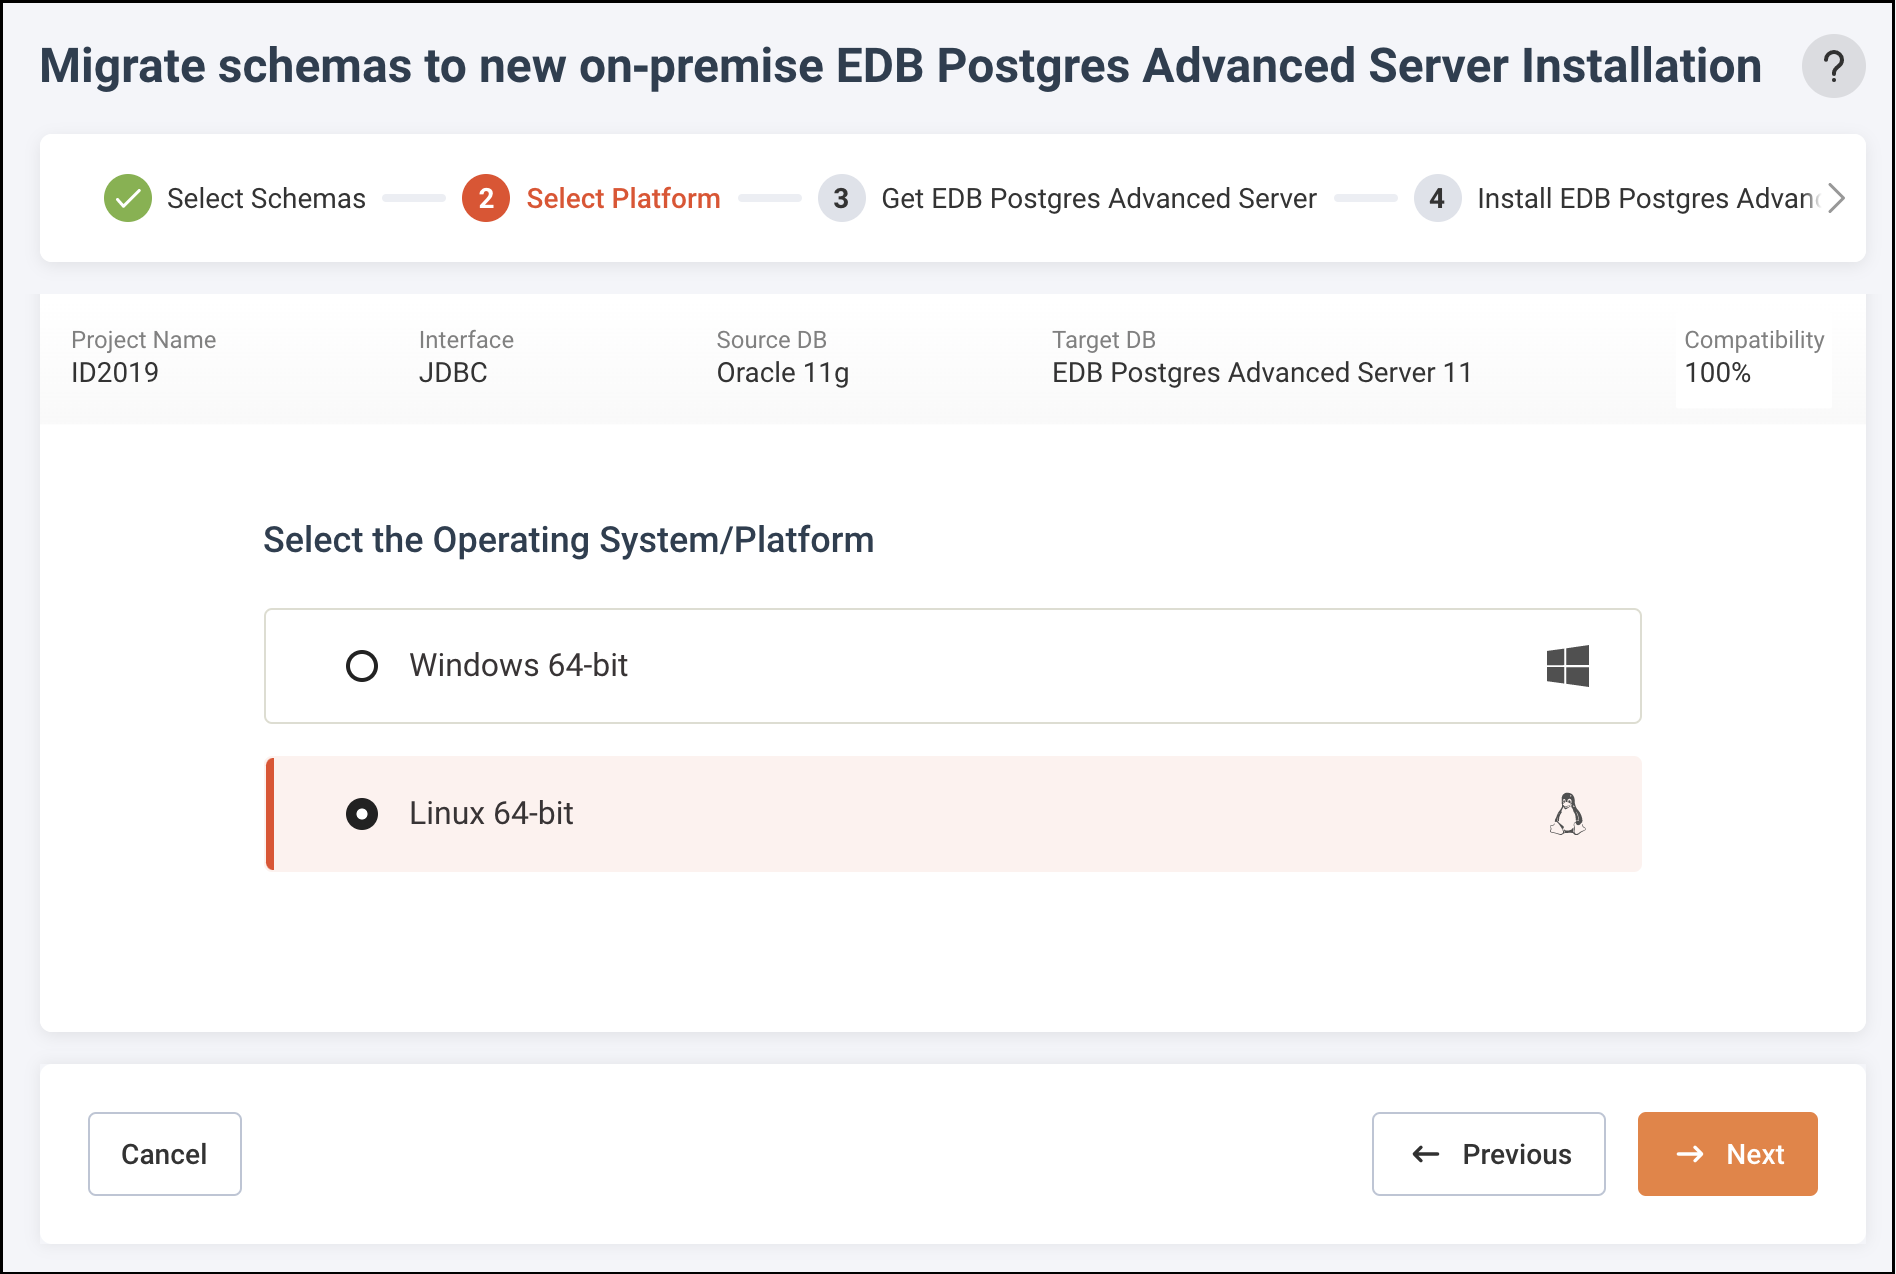 Migrate schemas to new on-premise EDB Postgres Advanced Server Installation ?
Select Schemas 2 Select Platform 3 Get EDB Postgres Advanced Server 4 Install EDB Postgres Advanc
Project Name Interface Source DB Target DB Compatibility
ID2019 JDBC Oracle 11g EDB Postgres Advanced Server 11 100%
Select the Operating System/Platform
Windows 64-bit
Linux 64-bit
Cancel Previous Next